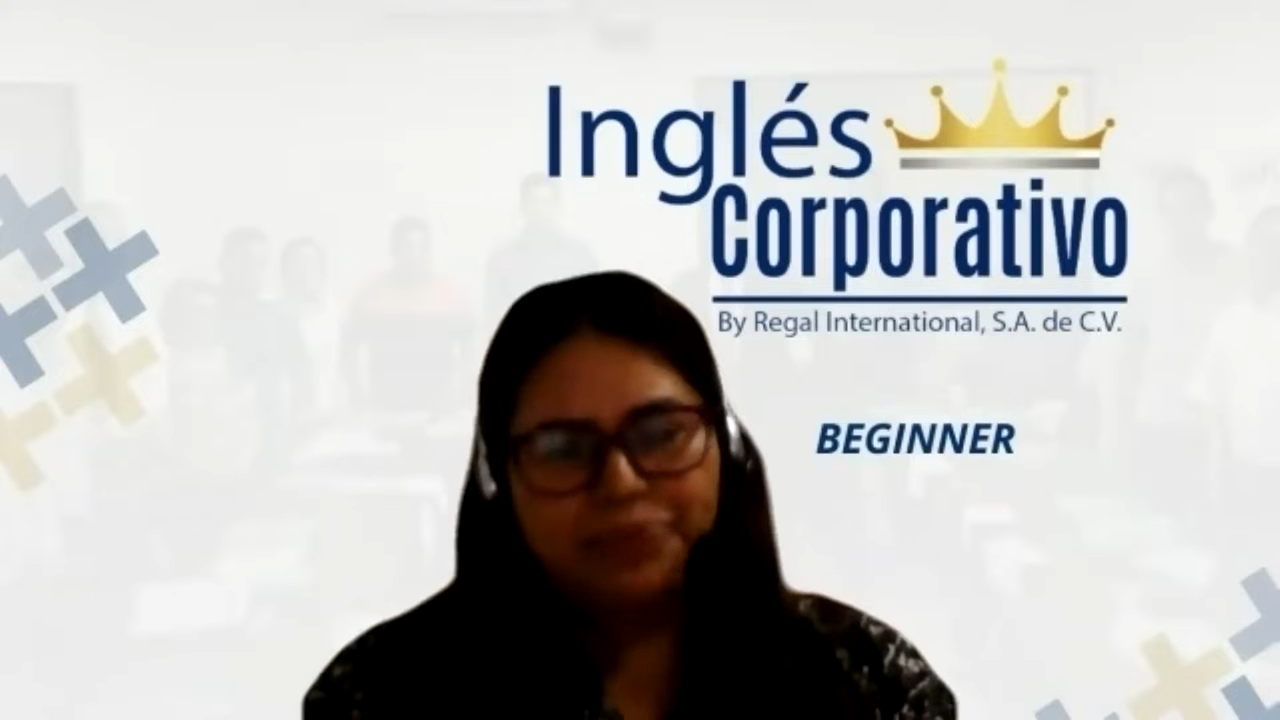 Inglés
Corporativo
By Regal International, S.A. de C.V.
BEGINNER